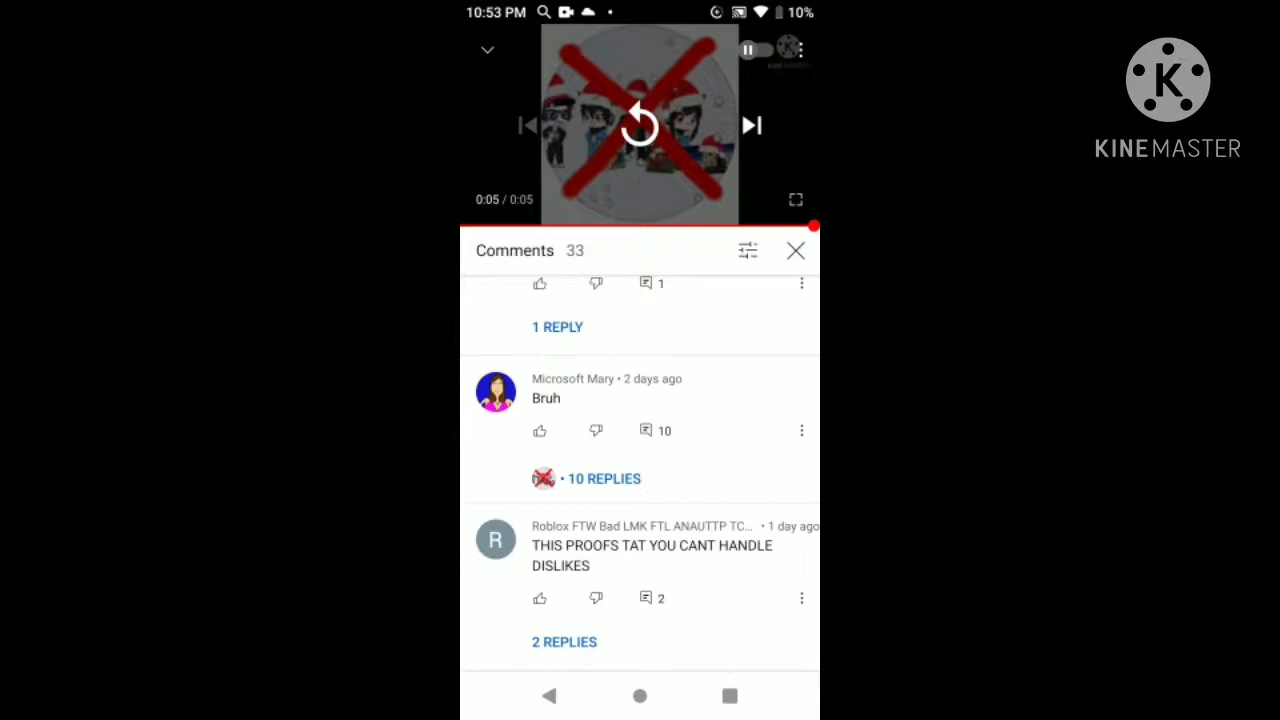 10:53 PM
10%
K
KINEMASTER
0:05 / 0:05
Comments 33
1
1 REPLY
Microsoft Mary • 2 days ago
Bruh
10
• 10 REPLIES
R
Roblox FTW Bad LMK FTL ANAUTTP TC... • 1 day ago
THIS PROOFS TAT YOU CANT HANDLE
DISLIKES
2
2 REPLIES
K
KINEMASTER